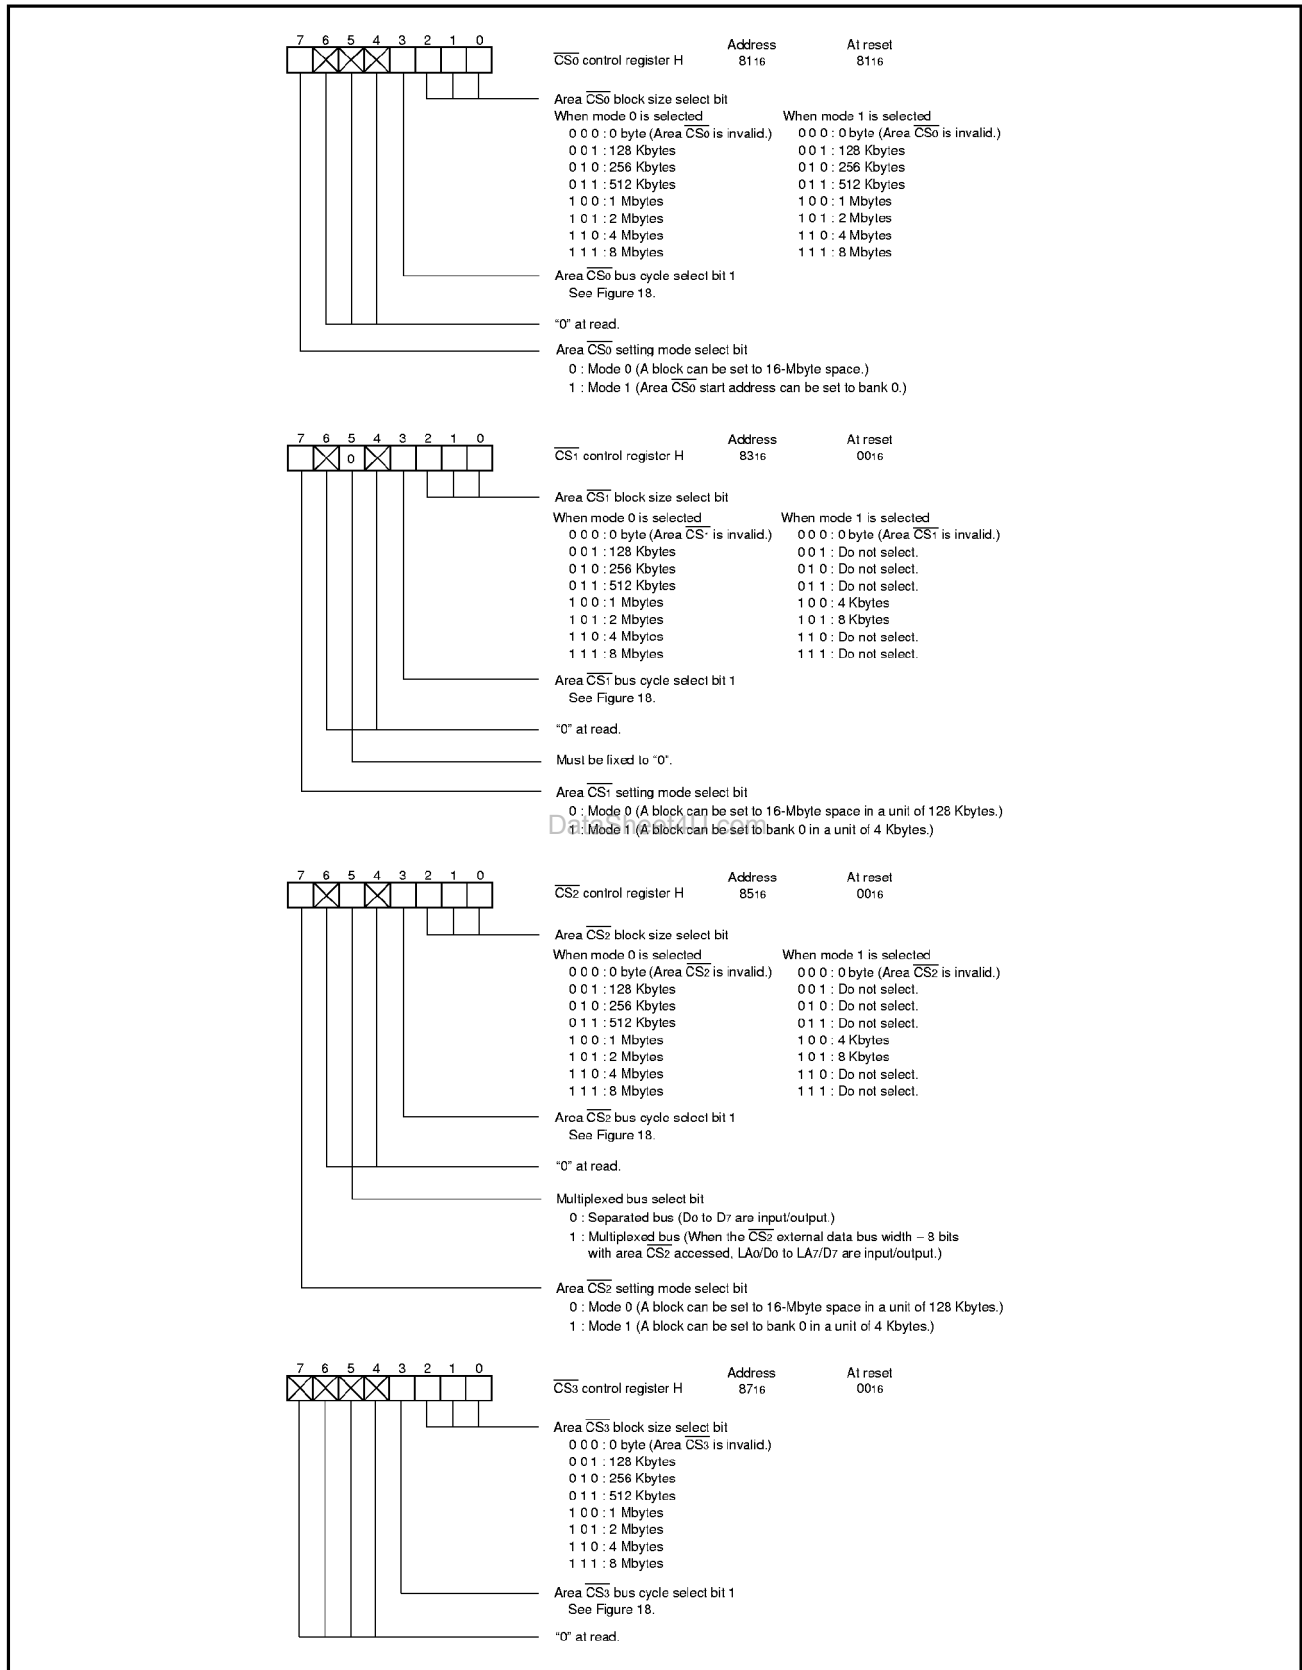 Address At reset
7 6 5 4 3 2 1 0
CS0 control register H 8116 8116
Area CS0 block size select bit
When mode 0 is selected When mode 1 is selected
0 0 0 : 0 byte (Area CS0 is invalid.) 0 0 0 : 0 byte (Area CS0 is invalid.)
0 0 1 : 128 Kbytes 0 0 1 : 128 Kbytes
0 1 0 : 256 Kbytes 0 1 0 : 256 Kbytes
0 1 1 : 512 Kbytes 0 1 1 : 512 Kbytes
1 0 0 : 1 Mbytes 1 0 0 : 1 Mbytes
1 0 1 : 2 Mbytes 1 0 1 : 2 Mbytes
1 1 0 : 4 Mbytes 1 1 0 : 4 Mbytes
1 1 1 : 8 Mbytes 1 1 1 : 8 Mbytes
Area CS0 bus cycle select bit 1
See Figure 18.
“0” at read.
Area CS0 setting mode select bit
0 : Mode 0 (A block can be set to 16-Mbyte space.)
1 : Mode 1 (Area CS0 start address can be set to bank 0.)
7 6 5 4 3 2 1 0 Address At reset
0
CS1 control register H 8316 0016
Area CS1 block size select bit
When mode 0 is selected When mode 1 is selected
0 0 0 : 0 byte (Area CS1 is invalid.) 0 0 0 : 0 byte (Area CS1 is invalid.)
0 0 1 : 128 Kbytes 0 0 1 : Do not select.
0 1 0 : 256 Kbytes 0 1 0 : Do not select.
0 1 1 : 512 Kbytes 0 1 1 : Do not select.
1 0 0 : 1 Mbytes 1 0 0 : 4 Kbytes
1 0 1 : 2 Mbytes 1 0 1 : 8 Kbytes
1 1 0 : 4 Mbytes 1 1 0 : Do not select.
1 1 1 : 8 Mbytes 1 1 1 : Do not select.
Area CS1 bus cycle select bit 1
See Figure 18.
“0” at read.
Must be fixed to “0”.
Area CS1 setting mode select bit
0 : Mode 0 (A block can be set to 16-Mbyte space in a unit of 128 Kbytes.)
1 : Mode 1 (A block can be set to bank 0 in a unit of 4 Kbytes.)
DataSheet4U.com
7 6 5 4 3 2 1 0 Address At reset
CS2 control register H 8516 0016
Area CS2 block size select bit
When mode 0 is selected When mode 1 is selected
0 0 0 : 0 byte (Area CS2 is invalid.) 0 0 0 : 0 byte (Area CS2 is invalid.)
0 0 1 : 128 Kbytes 0 0 1 : Do not select.
0 1 0 : 256 Kbytes 0 1 0 : Do not select.
0 1 1 : 512 Kbytes 0 1 1 : Do not select.
1 0 0 : 1 Mbytes 1 0 0 : 4 Kbytes
1 0 1 : 2 Mbytes 1 0 1 : 8 Kbytes
1 1 0 : 4 Mbytes 1 1 0 : Do not select.
1 1 1 : 8 Mbytes 1 1 1 : Do not select.
Area CS2 bus cycle select bit 1
See Figure 18.
“0” at read.
Multiplexed bus select bit
0 : Separated bus (D0 to D7 are input/output.)
1 : Multiplexed bus (When the CS2 external data bus width – 8 bits
with area CS2 accessed, LA0/D0 to LA7/D7 are input/output.)
Area CS2 setting mode select bit
0 : Mode 0 (A block can be set to 16-Mbyte space in a unit of 128 Kbytes.)
1 : Mode 1 (A block can be set to bank 0 in a unit of 4 Kbytes.)
7 6 5 4 3 2 1 0 Address At reset
CS3 control register H 8716 0016
Area CS3 block size select bit
0 0 0 : 0 byte (Area CS3 is invalid.)
0 0 1 : 128 Kbytes
0 1 0 : 256 Kbytes
0 1 1 : 512 Kbytes
1 0 0 : 1 Mbytes
1 0 1 : 2 Mbytes
1 1 0 : 4 Mbytes
1 1 1 : 8 Mbytes
Area CS3 bus cycle select bit 1
See Figure 18.
“0” at read.